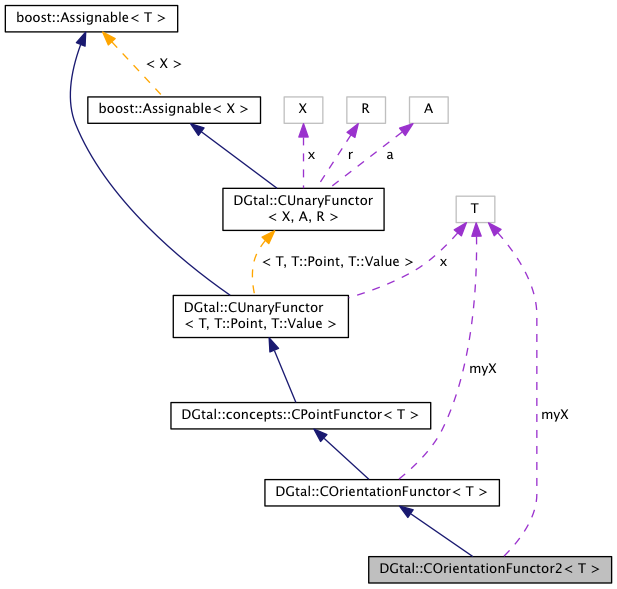 boost::Assignable< T >
< X >
boost::Assignable< X >
X
R
A
x
r
a
DGtal::CUnaryFunctor
< X, A, R >
T
< T, T::Point, T::Value >
x
DGtal::CUnaryFunctor
< T, T::Point, T::Value >
myX
DGtal::concepts::CPointFunctor< T >
myX
DGtal::COrientationFunctor< T >
DGtal::COrientationFunctor2< T >